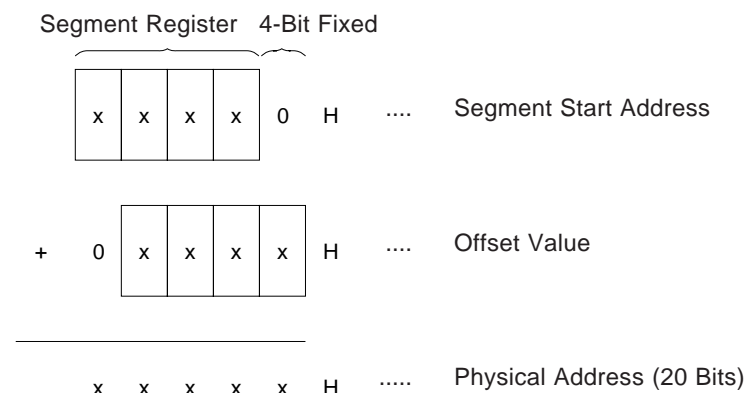 Segment Register 4-Bit Fixed
x x x x 0 H .... Segment Start Address
+ 0 x x x x H .... Offset Value
x x x x x H ..... Physical Address (20 Bits)